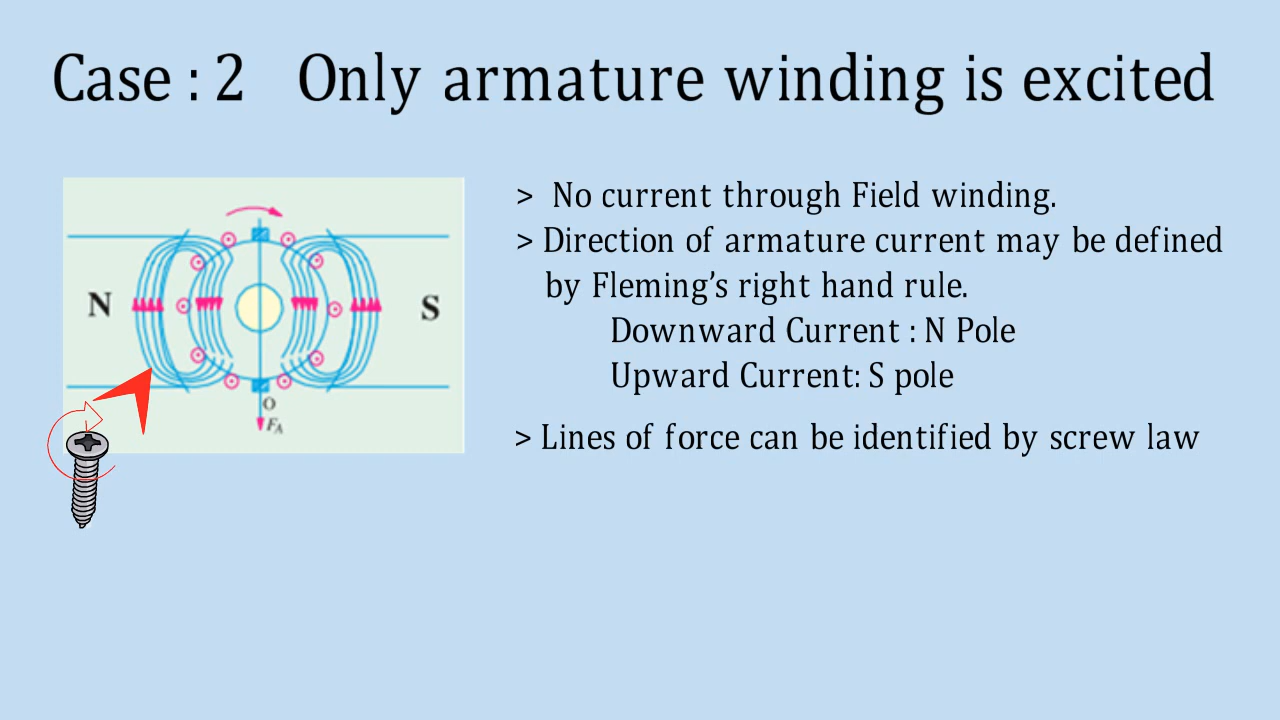 Case : 2 Only armature winding is excited
> No current through Field winding.
> Direction of armature current may be defined
by Fleming’s right hand rule.
Downward Current : N Pole
Upward Current: S pole
> Lines of force can be identified by screw law
N
S
O
FA